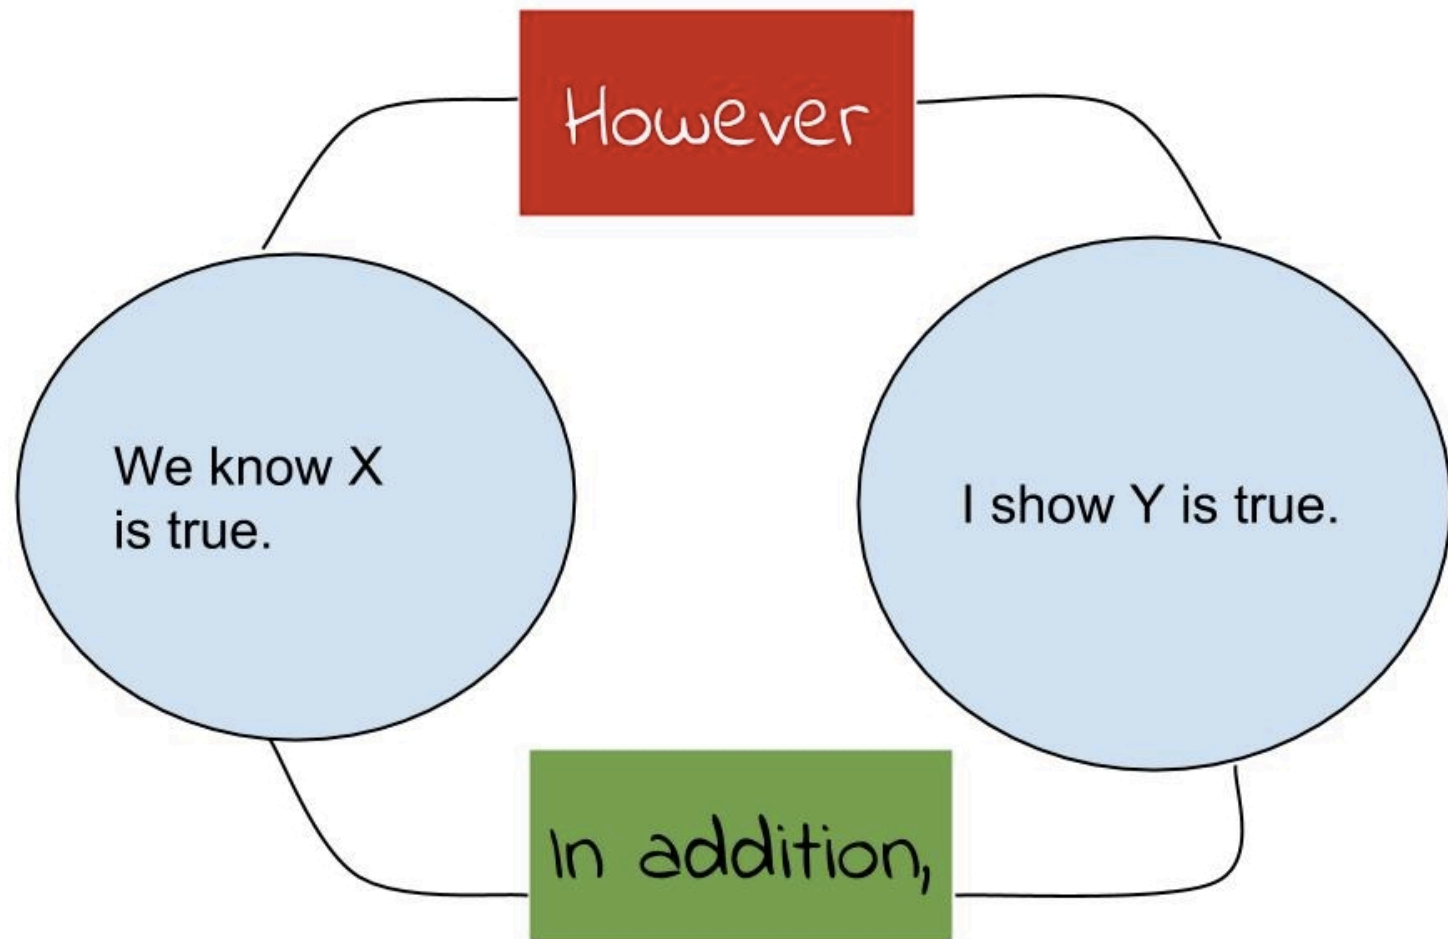 However
We know X
is true.
I show Y is true.
In addition,